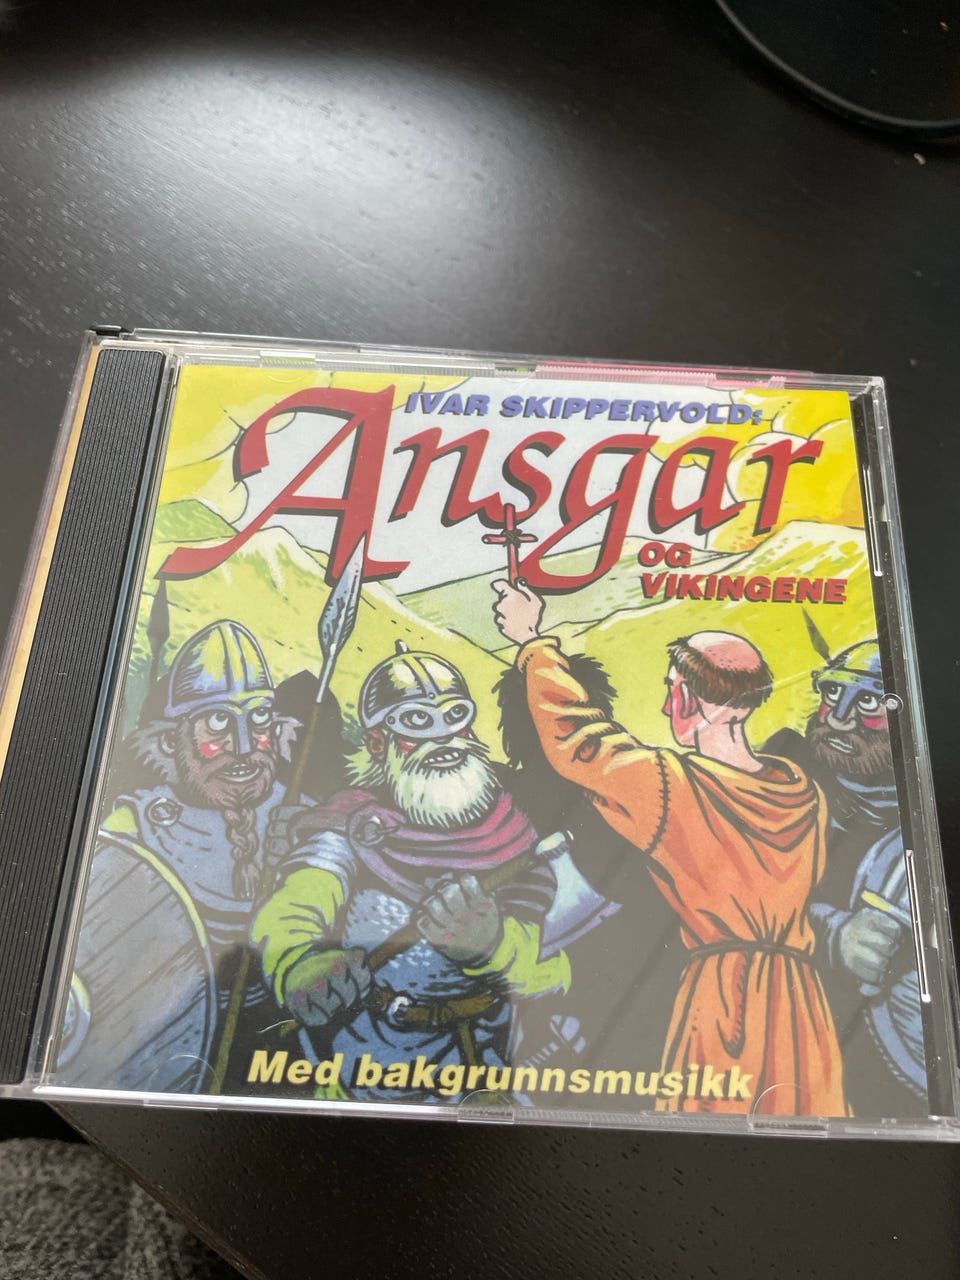 IVAR SKIPPERVOLD:
Ansgar
OG
VIKINGENE
Med bakgrunnsmusikk